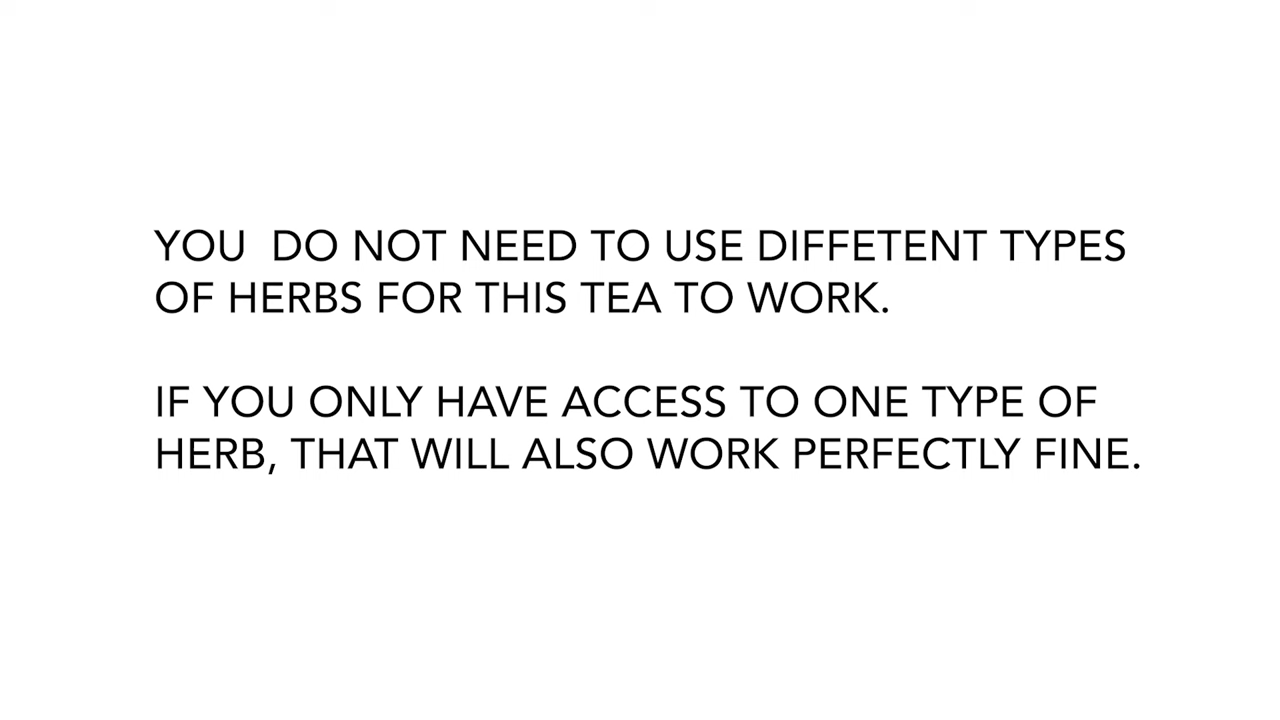 YOU  DO NOT NEED TO USE DIFFETENT TYPES
OF HERBS FOR THIS TEA TO WORK.
IF YOU ONLY HAVE ACCESS TO ONE TYPE OF
HERB, THAT WILL ALSO WORK PERFECTLY FINE.